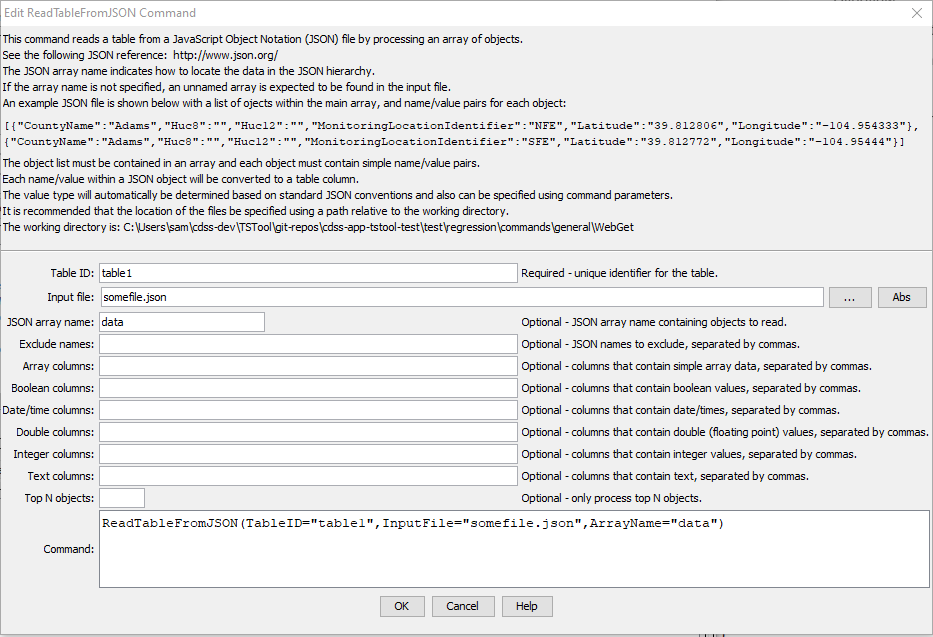 Edit ReadTableFromJSON Command
This command reads a table from a JavaScript Object Notation (JSON) file by processing an array of objects.
See the following JSON reference:  http://www.json.org/
The JSON array name indicates how to locate the data in the JSON hierarchy.
If the array name is not specified, an unnamed array is expected to be found in the input file.
An example JSON file is shown below with a list of ojects within the main array, and name/value pairs for each object:
[{"CountyName":"Adams","Huc8":"","Huc12":"","MonitoringLocationIdentifier":"NFE","Latitude":"39.812806","Longitude":"-104.954333"},
{"CountyName":"Adams","Huc8":"","Huc12":"","MonitoringLocationIdentifier":"SFE","Latitude":"39.812772","Longitude":"-104.95444"}]
The object list must be contained in an array and each object must contain simple name/value pairs.
Each name/value within a JSON object will be converted to a table column.
The value type will automatically be determined based on standard JSON conventions and also can be specified using command parameters.
It is recommended that the location of the files be specified using a path relative to the working directory.
The working directory is: C:\Users\sam\cdss-dev\TSTool\git-repos\cdss-app-tstool-test\test\regression\commands\general\WebGet
Table ID: table1 Required - unique identifier for the table.
Input file: somefile.json ... Abs
JSON array name: data Optional - JSON array name containing objects to read.
Exclude names: Optional - JSON names to exclude, separated by commas.
Array columns: Optional - columns that contain simple array data, separated by commas.
Boolean columns: Optional - columns that contain boolean values, separated by commas.
Date/time columns: Optional - columns that contain date/times, separated by commas.
Double columns: Optional - columns that contain double (floating point) values, separated by commas.
Integer columns: Optional - columns that contain integer values, separated by commas.
Text columns: Optional - columns that contain text, separated by commas.
Top N objects: Optional - only process top N objects.
Command: ReadTableFromJSON(TableID="table1",InputFile="somefile.json",ArrayName="data")
OK Cancel Help